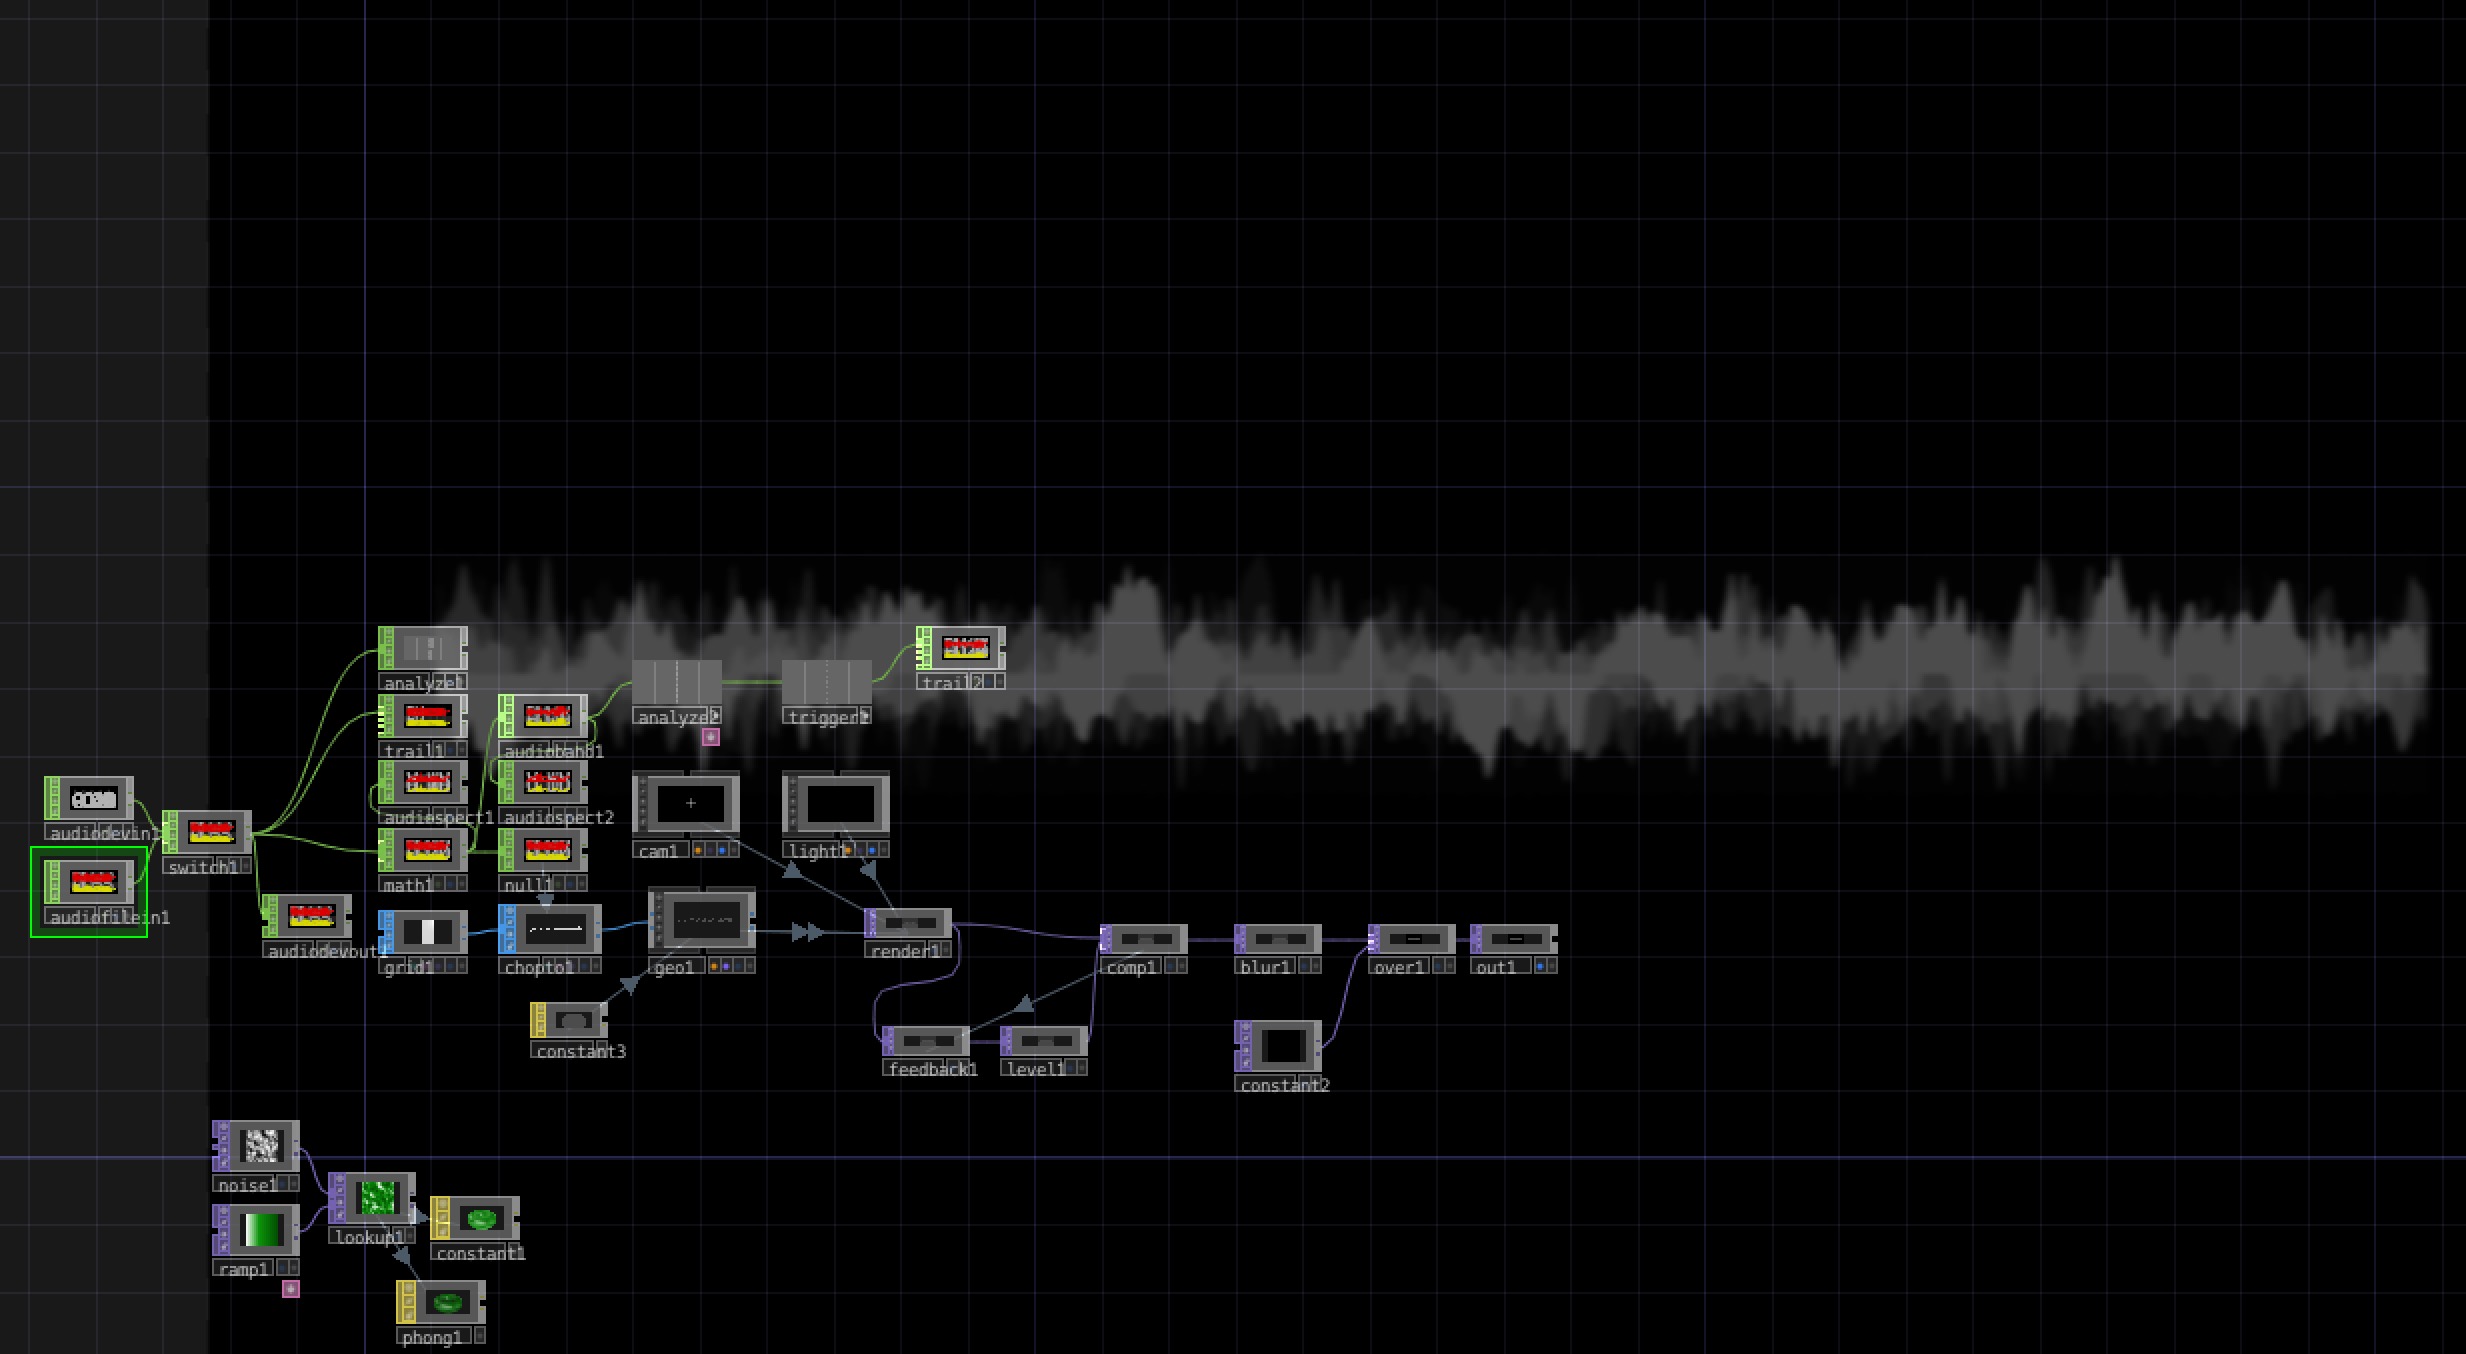 analyze1
trail2
analyze2
trigger
trail1
audioband1
audiospect1
audiospect2
audiodevin1
switch1
cam1
light1
math1
null1
audiofilein1
audiodevout1
render1
grid1
chopto1
geo1
comp1
blur1
over1
out1
constant3
feedback1
level1
constant2
noise1
lookup1
constant1
ramp1
phong1